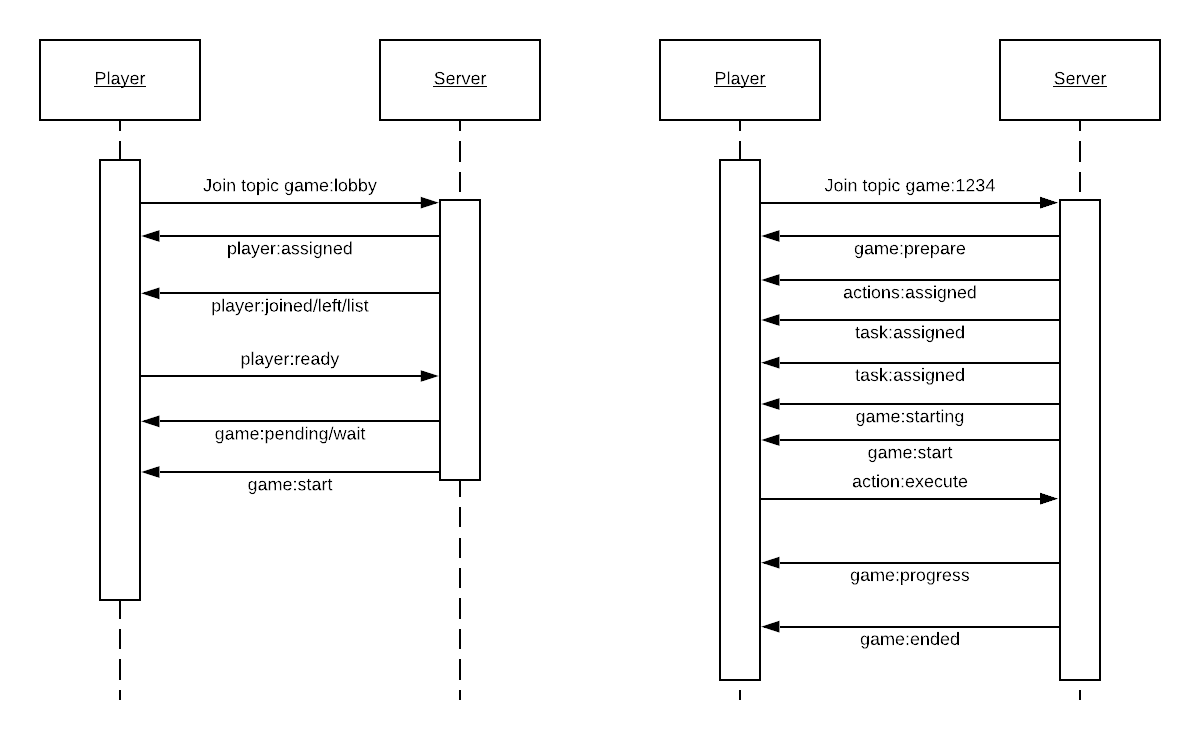 Player
Server
Join topic game:lobby
player:assigned
player:joined/left/list
player:ready
game:pending/wait
game:start
Player
Server
Join topic game:1234
game:prepare
actions:assigned
task:assigned
task:assigned
game:starting
game:start
action:execute
game:progress
game:ended